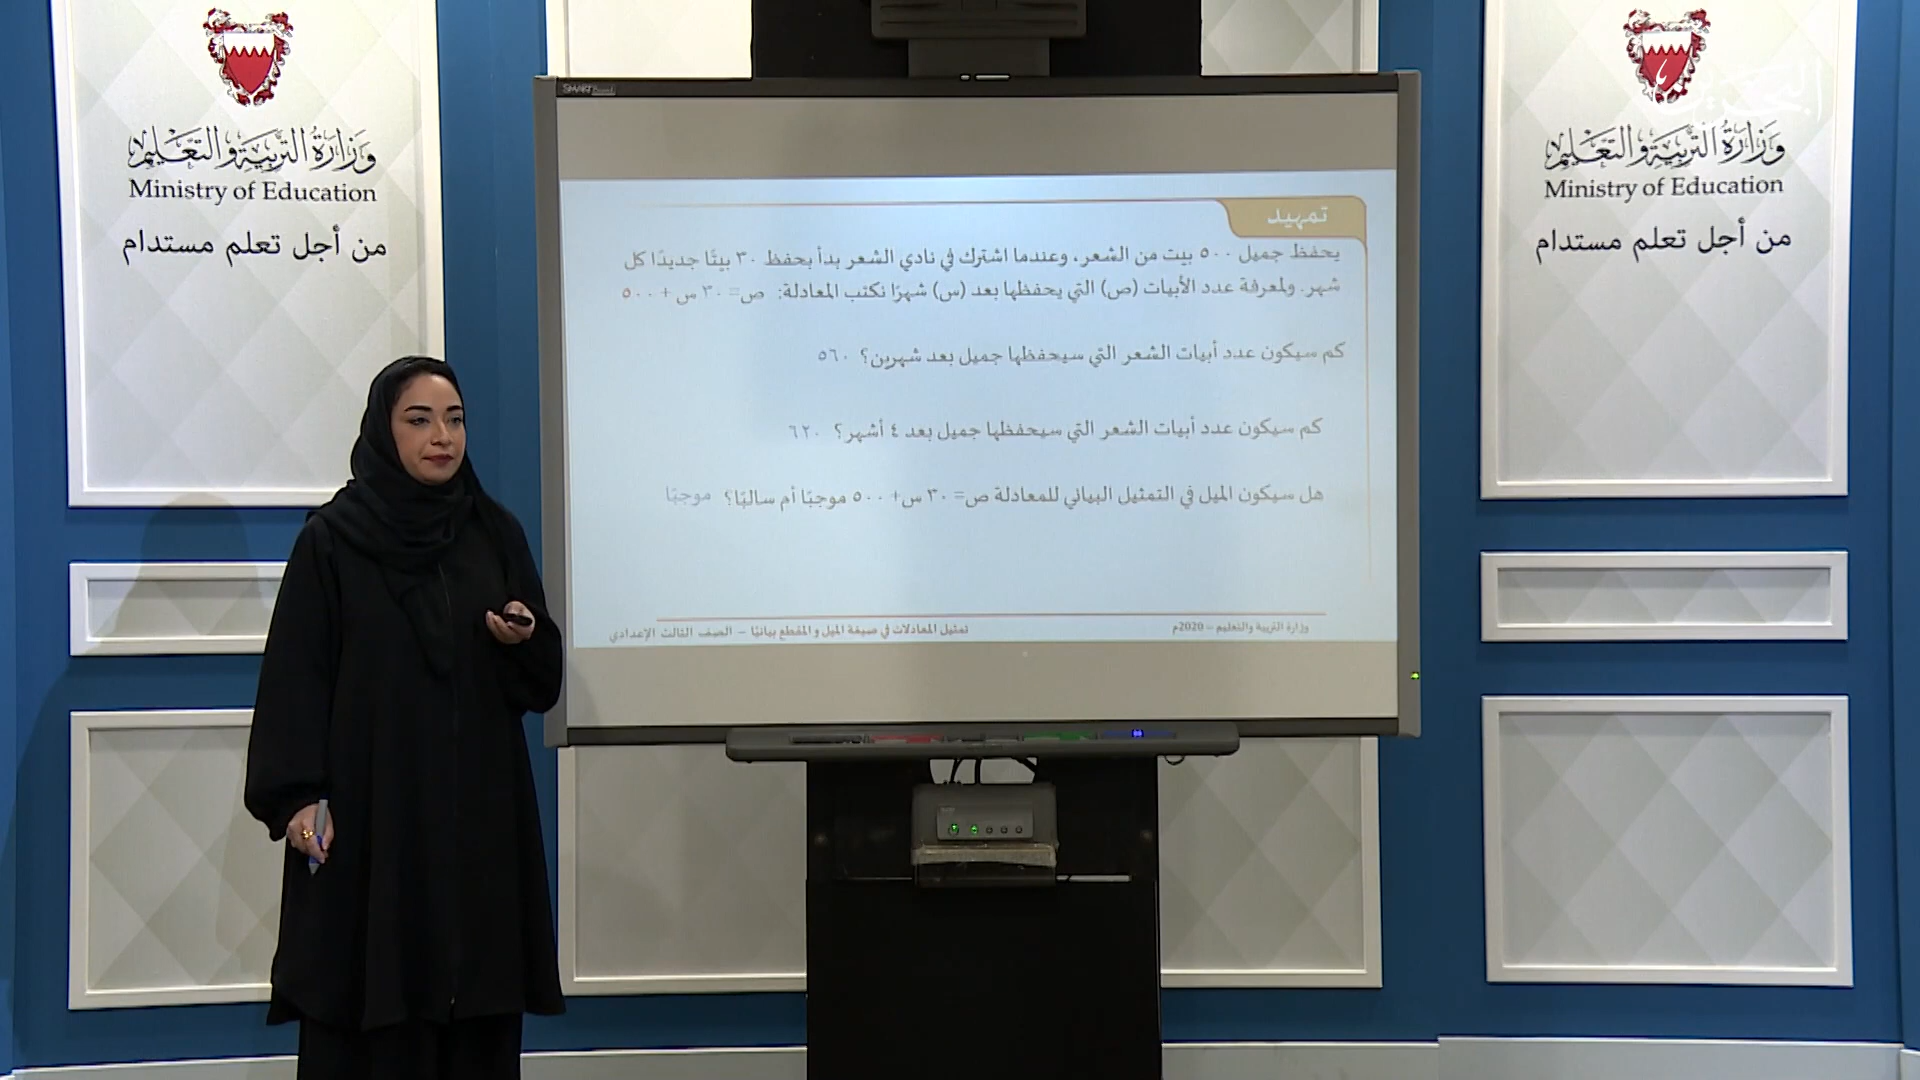 وزارة التربية والتعليم
Ministry of Education
من أجل تعلم مستدام
SMART Board
تمهيد
يحفظ جميل ٥٠٠ بيت من الشعر، وعندما اشترك في نادي الشعر بدأ بحفظ ٣٠ بيتًا جديدًا كل
شهر. ولمعرفة عدد الأبيات (ص) التي يحفظها بعد (س) شهرًا نكتب المعادلة: ص= ٣٠ س + ٥٠٠
كم سيكون عدد أبيات الشعر التي سيحفظها جميل بعد شهرين؟ ٥٦٠
كم سيكون عدد أبيات الشعر التي سيحفظها جميل بعد ٤ أشهر؟ ٦٢٠
هل سيكون الميل في التمثيل البياني للمعادلة ص= ٣٠ س+ ٥٠٠ موجبًا أم سالبًا؟ موجبًا
وزارة التربية والتعليم – 2020م
تمثيل المعادلات في صيغة الميل والمقطع بيانيًا – الصف الثالث الإعدادي
البحرين
وزارة التربية والتعليم
Ministry of Education
من أجل تعلم مستدام